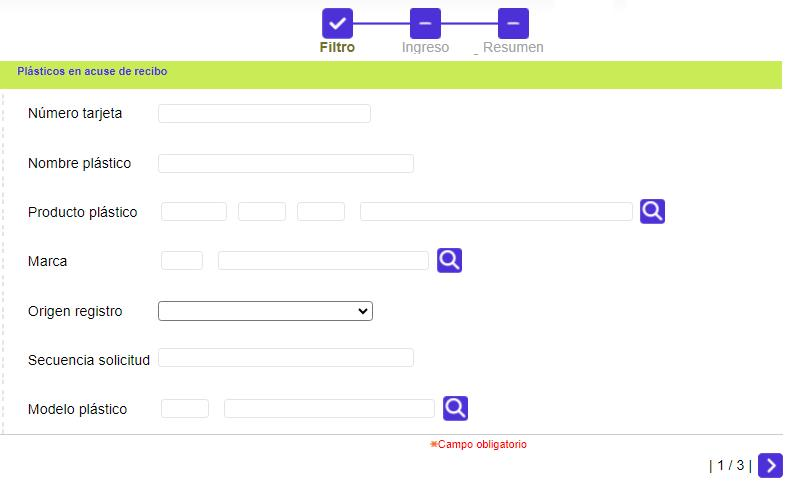 Filtro Ingreso Resumen
Plásticos en acuse de recibo
Número tarjeta
Nombre plástico
Producto plástico
Marca
Origen registro
Secuencia solicitud
Modelo plástico
*Campo obligatorio
| 1 / 3 |